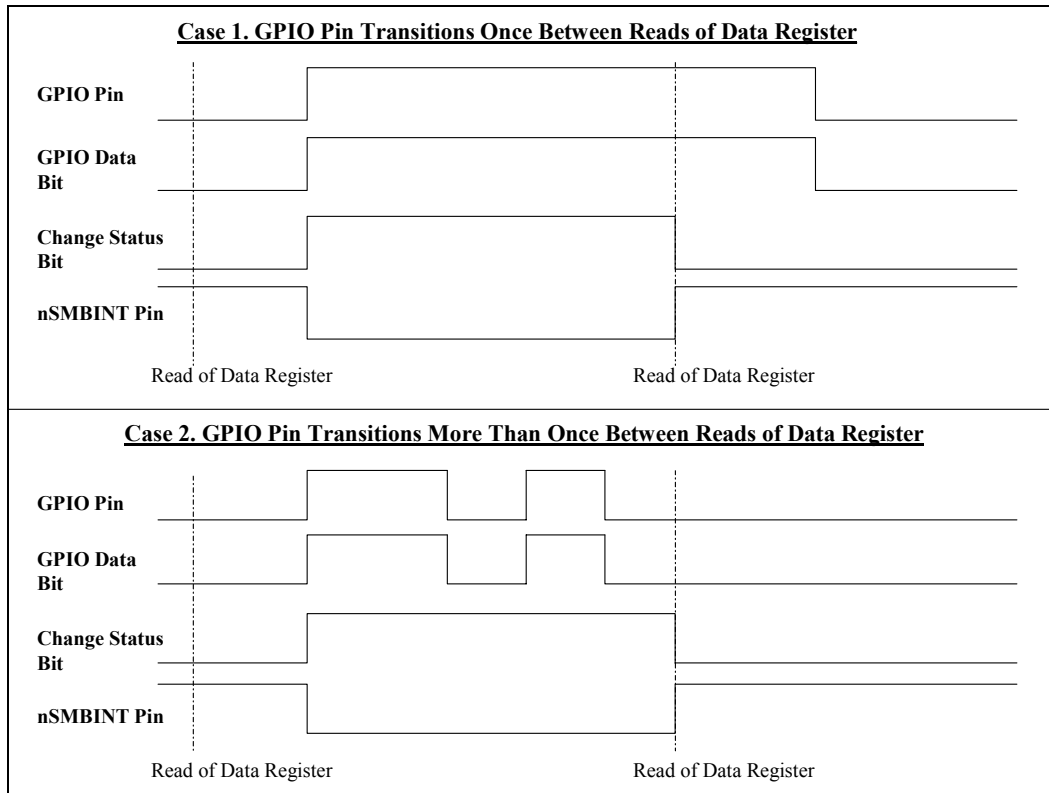 Case 1. GPIO Pin Transitions Once Between Reads of Data Register
GPIO Pin
GPIO Data
Bit
Change Status
Bit
nSMBINT Pin
Read of Data Register
Read of Data Register
Case 2. GPIO Pin Transitions More Than Once Between Reads of Data Register
GPIO Pin
GPIO Data
Bit
Change Status
Bit
nSMBINT Pin
Read of Data Register
Read of Data Register